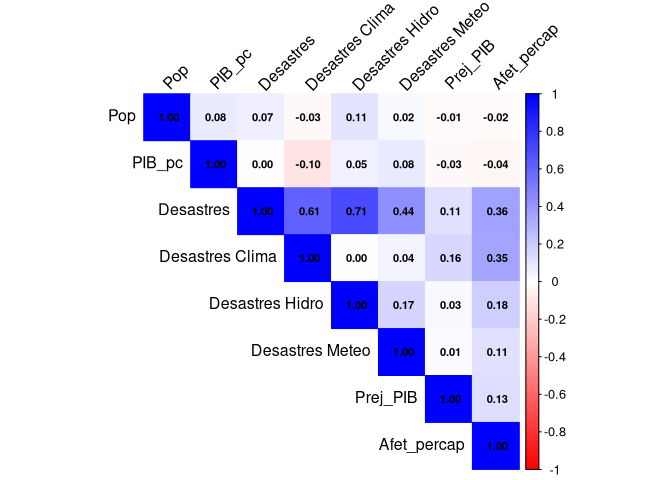 Pop PIB_pc Desastres Desastres Clima Desastres Hidro Desastres Meteo Prej_PIB Afet_percap
Pop 1.00 0.08 0.07 -0.03 0.11 0.02 -0.01 -0.02
PIB_pc 1.00 0.00 -0.10 0.05 0.08 -0.03 -0.04
Desastres 1.00 0.61 0.71 0.44 0.11 0.36
Desastres Clima 1.00 0.00 0.04 0.16 0.35
Desastres Hidro 1.00 0.17 0.03 0.18
Desastres Meteo 1.00 0.01 0.11
Prej_PIB 1.00 0.13
Afet_percap 1.00
1
0.8
0.6
0.4
0.2
0
-0.2
-0.4
-0.6
-0.8
-1